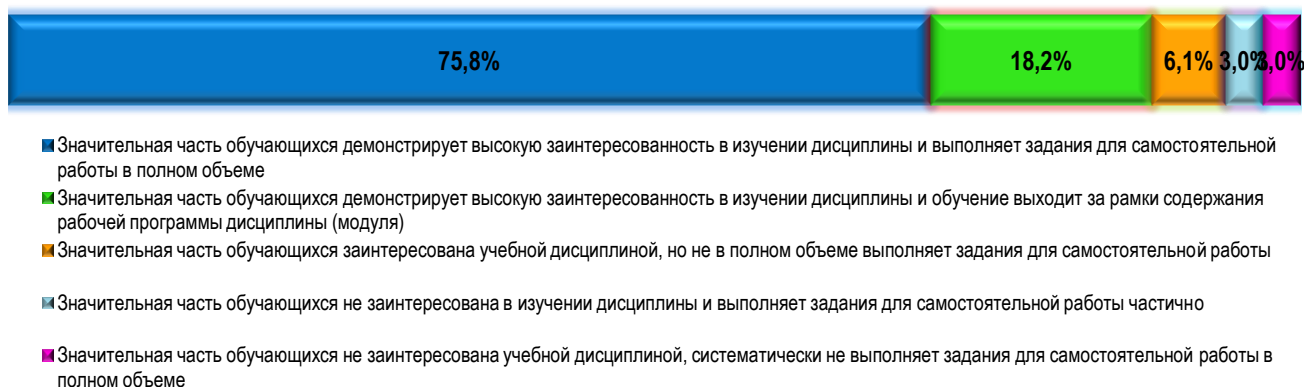 75,8% 18,2% 6,1% 3,0% 3,0%
Значительная часть обучающихся демонстрирует высокую заинтересованность в изучении дисциплины и выполняет задания для самостоятельной
работы в полном объеме
Значительная часть обучающихся демонстрирует высокую заинтересованность в изучении дисциплины и обучение выходит за рамки содержания
рабочей программы дисциплины (модуля)
Значительная часть обучающихся заинтересована учебной дисциплиной, но не в полном объеме выполняет задания для самостоятельной работы
Значительная часть обучающихся не заинтересована в изучении дисциплины и выполняет задания для самостоятельной работы частично
Значительная часть обучающихся не заинтересована учебной дисциплиной, систематически не выполняет задания для самостоятельной работы в
полном объеме